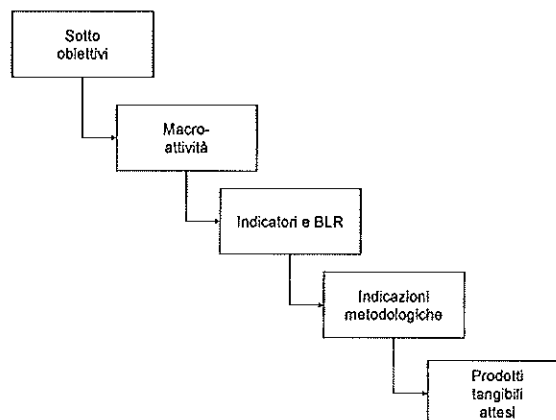 Sotto
obiettivi
Macro-
attività
Indicatori e BLR
Indicazioni
metodologiche
Prodotti
tangibili
attesi